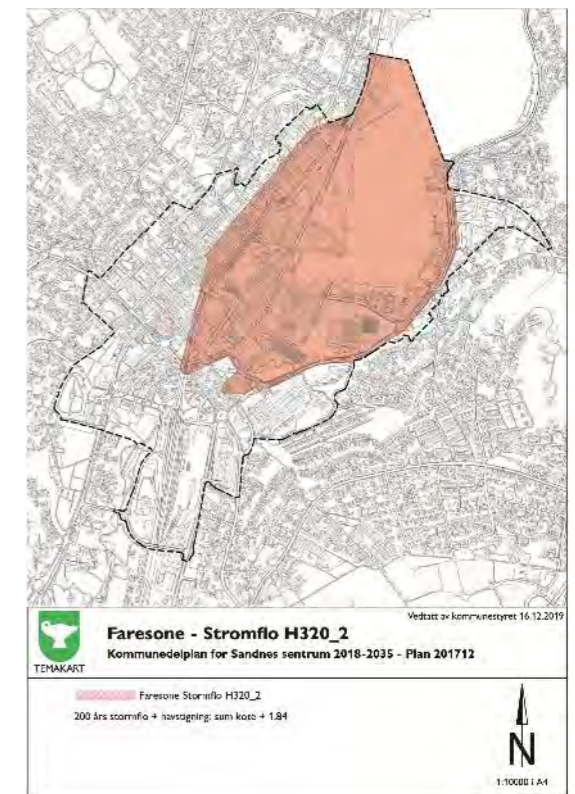 Vedtatt av kommunestyret 16.12.2019
Faresone - Stromflo H320_2
Kommunedelplan for Sandnes sentrum 2018-2035 - Plan 201712
TEMAKART
Faresone Stormflo H320_2
200 års stormflo + havstigning: sum kote + 1.84
N
1:10000 i A4